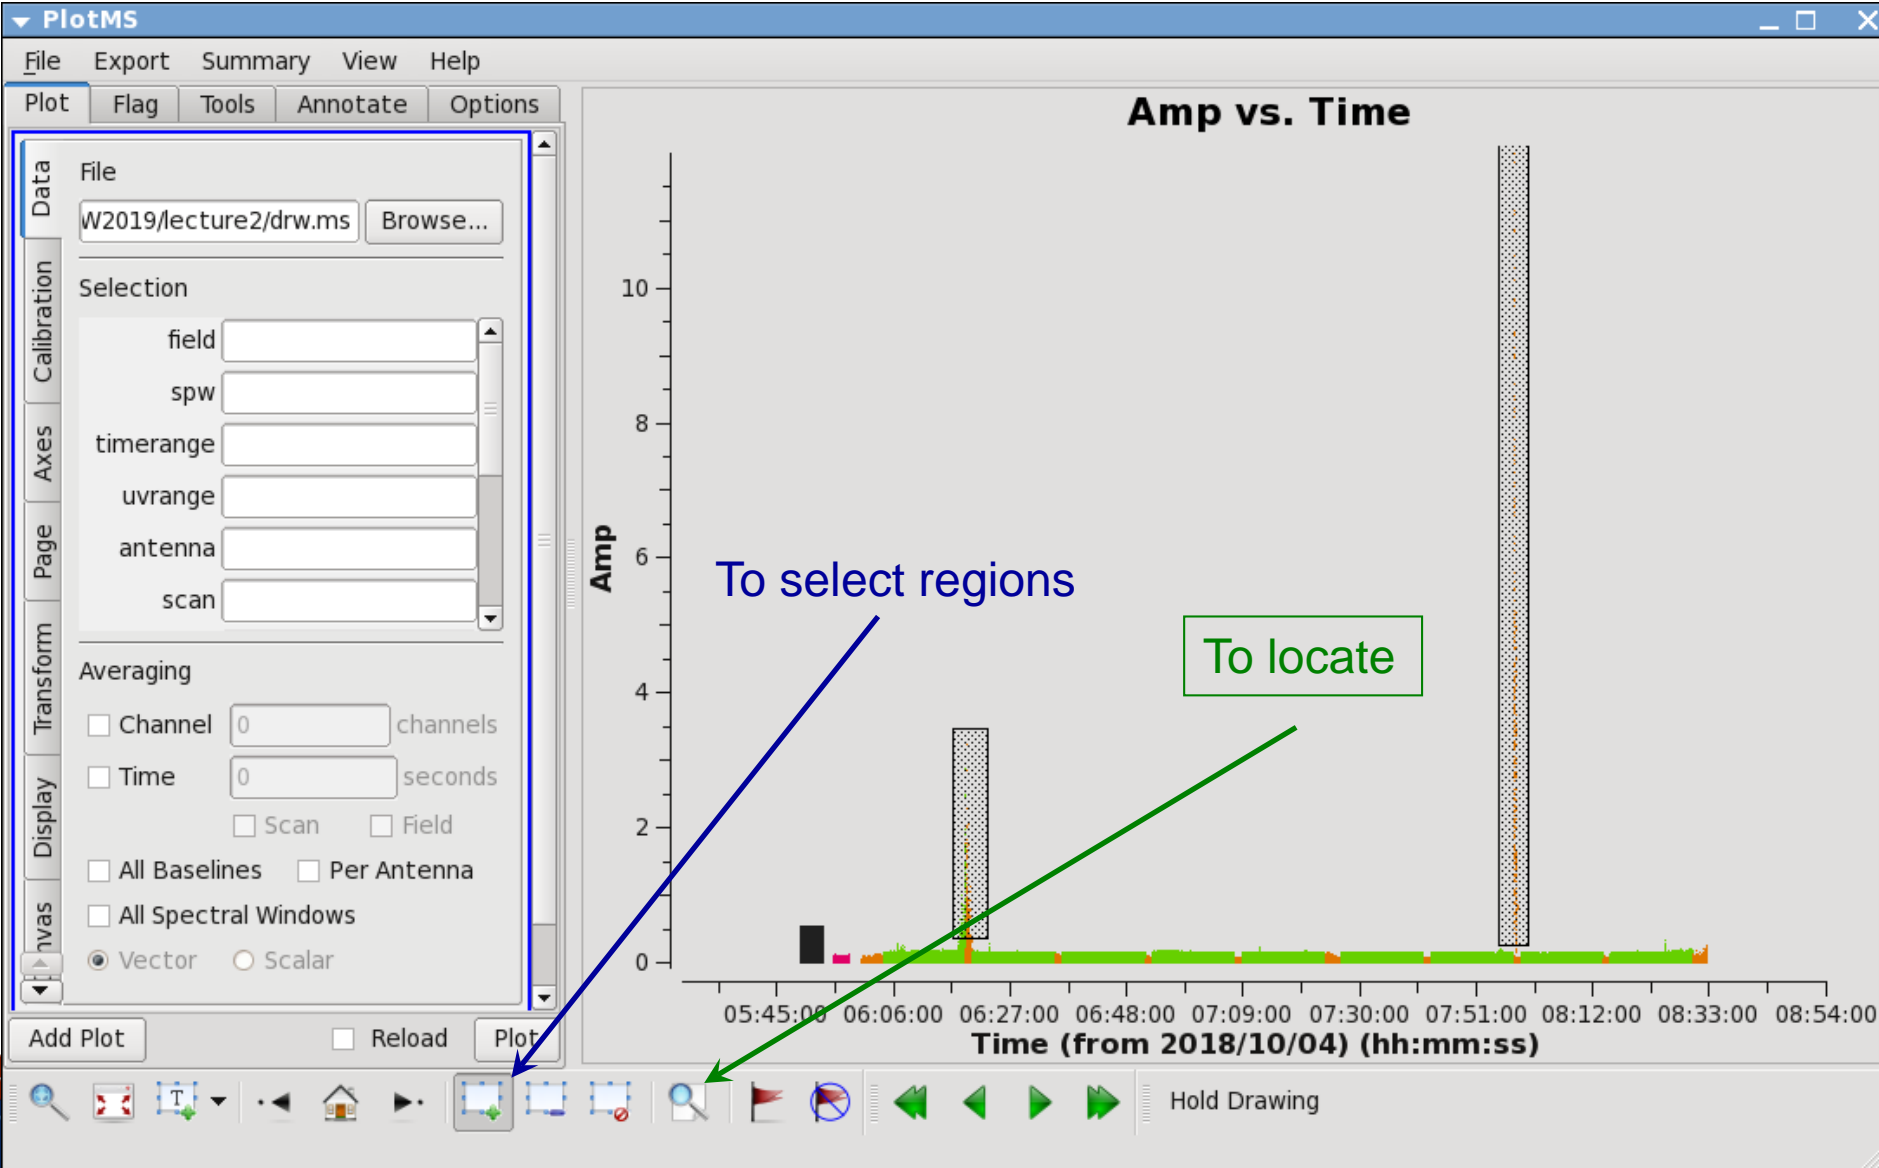 PlotMS
File Export Summary View Help
Plot Flag Tools Annotate Options
Data
Calibration
Axes
Page
Transform
Display
nvas
File
W2019/lecture2/drw.ms Browse...
Selection
field
spw
timerange
uvrange
antenna
scan
Averaging
Channel 0 channels
Time 0 seconds
Scan Field
All Baselines Per Antenna
All Spectral Windows
Vector Scalar
Add Plot Reload Plot
Amp vs. Time
Amp
10
8
6
4
2
0
To select regions
To locate
05:45:00 06:06:00 06:27:00 06:48:00 07:09:00 07:30:00 07:51:00 08:12:00 08:33:00 08:54:00
Time (from 2018/10/04) (hh:mm:ss)
T
Hold Drawing